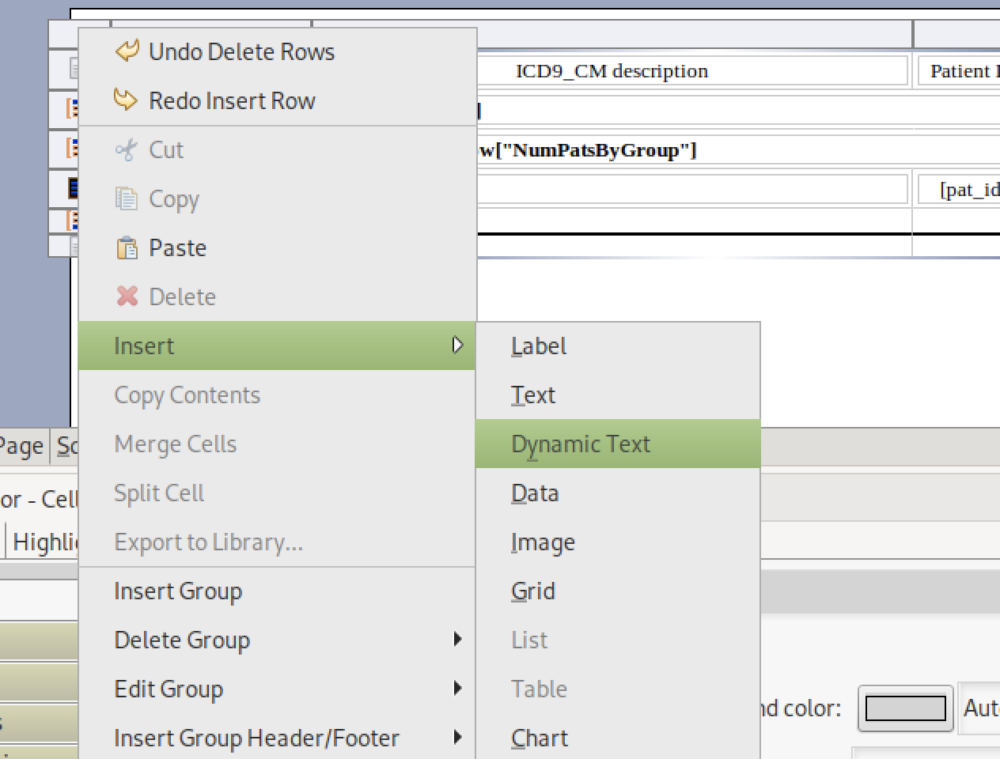 Undo Delete Rows
Redo Insert Row
Cut
Copy
Paste
Delete
Insert
Copy Contents
Merge Cells
Split Cell
Export to Library...
Insert Group
Delete Group
Edit Group
Insert Group Header/Footer
Label
Text
Dynamic Text
Data
Image
Grid
List
Table
Chart
ICD9_CM description
Patient
]
w["NumPatsByGroup"]
[pat_id
Page
Sc
or - Cell
Highli
nd color:
Aut